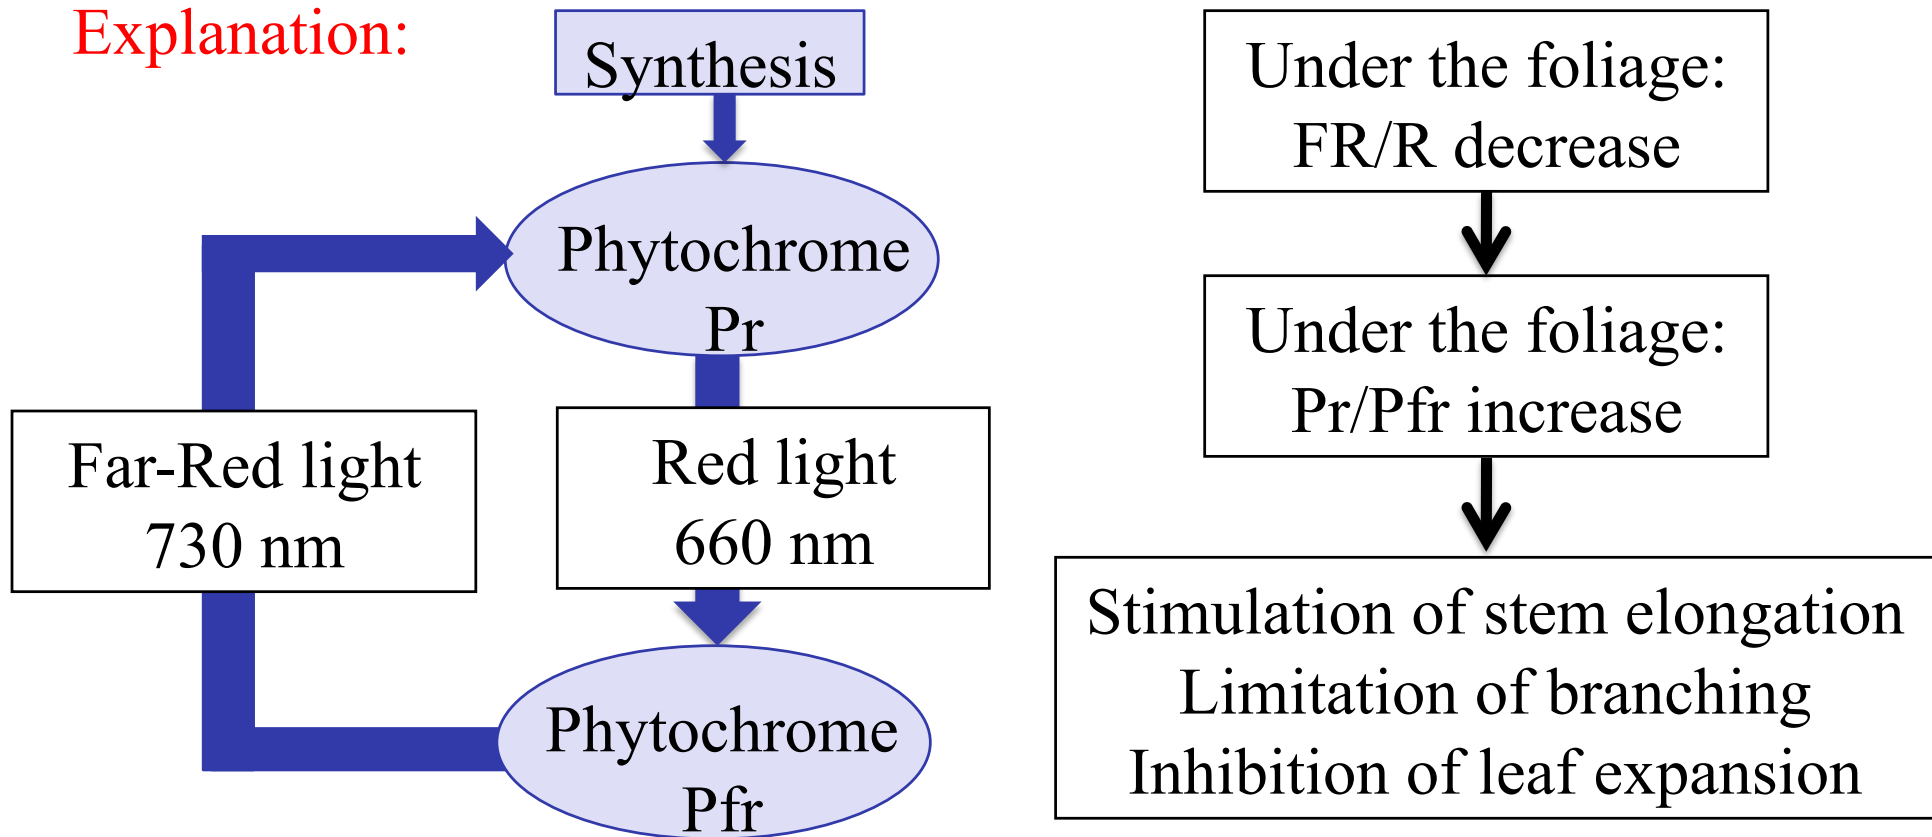 Explanation:
Synthesis
Phytochrome
Pr
Far-Red light
730 nm
Red light
660 nm
Phytochrome
Pfr
Under the foliage:
FR/R decrease
Under the foliage:
Pr/Pfr increase
Stimulation of stem elongation
Limitation of branching
Inhibition of leaf expansion